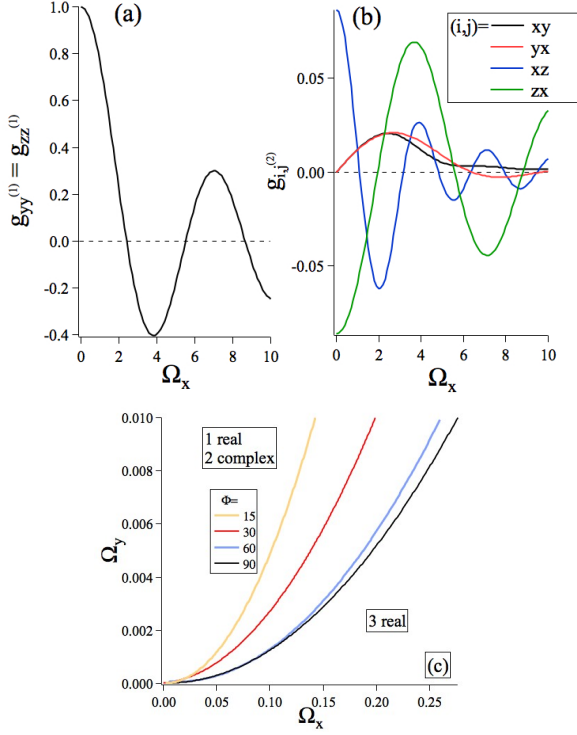 (a)
1.0
0.8
0.6
0.4
0.2
0.0
-0.2
-0.4
g_yy^(1) = g_zz^(1)
0 2 4 6 8 10
Ω_x
(b)
(i,j)=
xy
yx
xz
zx
0.05
0.00
-0.05
g_i,j^(2)
0 2 4 6 8 10
Ω_x
0.010
0.008
0.006
0.004
0.002
0.000
Ω_y
1 real
2 complex
Φ=
15
30
60
90
3 real
(c)
0.00 0.05 0.10 0.15 0.20 0.25
Ω_x